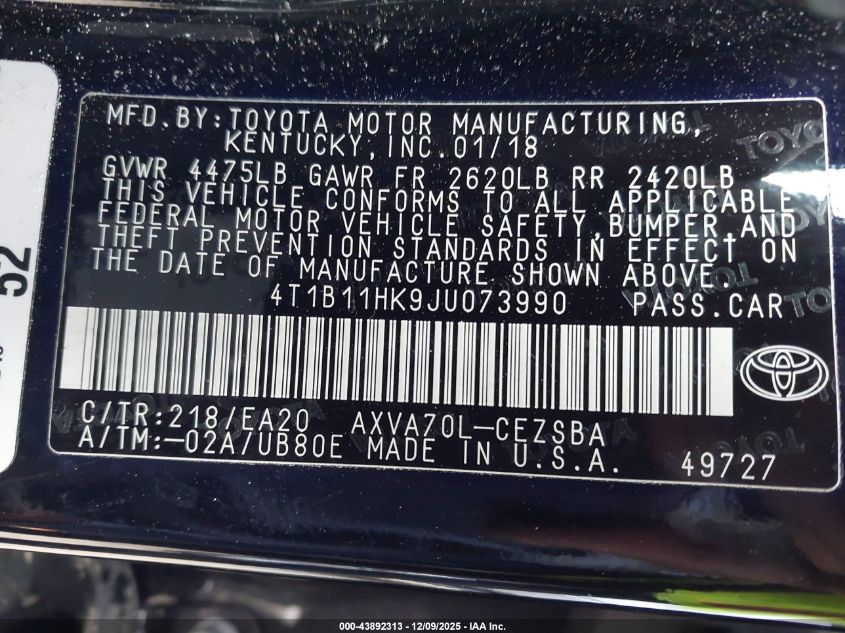 MFD.BY:TOYOTA MOTOR MANUFACTURING,
KENTUCKY,INC.01/18
GVWR 4475LB GAWR FR 2620LB RR 2420LB
THIS VEHICLE CONFORMS TO ALL APPLICABLE
FEDERAL MOTOR VEHICLE SAFETY,BUMPER,AND
THEFT PREVENTION STANDARDS IN EFFECT ON
THE DATE OF MANUFACTURE SHOWN ABOVE.
4T1B11HK9JU073990 PASS.CAR
C/TR:218/EA20 AXVA70L-CEZSBA
A/TM:-02A/UB80E MADE IN U.S.A. 49727
52
TOYOTA
000-43892313 - 12/09/2025 - IAA Inc.